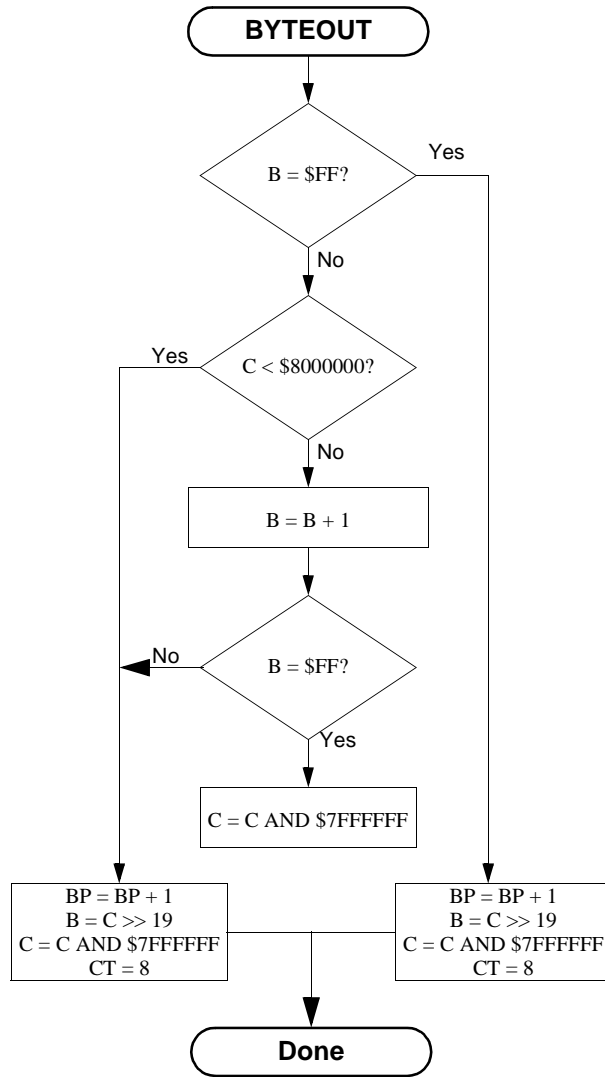 BYTEOUT
B = $FF?
Yes
No
Yes
C < $8000000?
No
B = B + 1
No
B = $FF?
Yes
C = C AND $7FFFFFF
BP = BP + 1
B = C >> 19
C = C AND $7FFFFFF
CT = 8
BP = BP + 1
B = C >> 19
C = C AND $7FFFFFF
CT = 8
Done